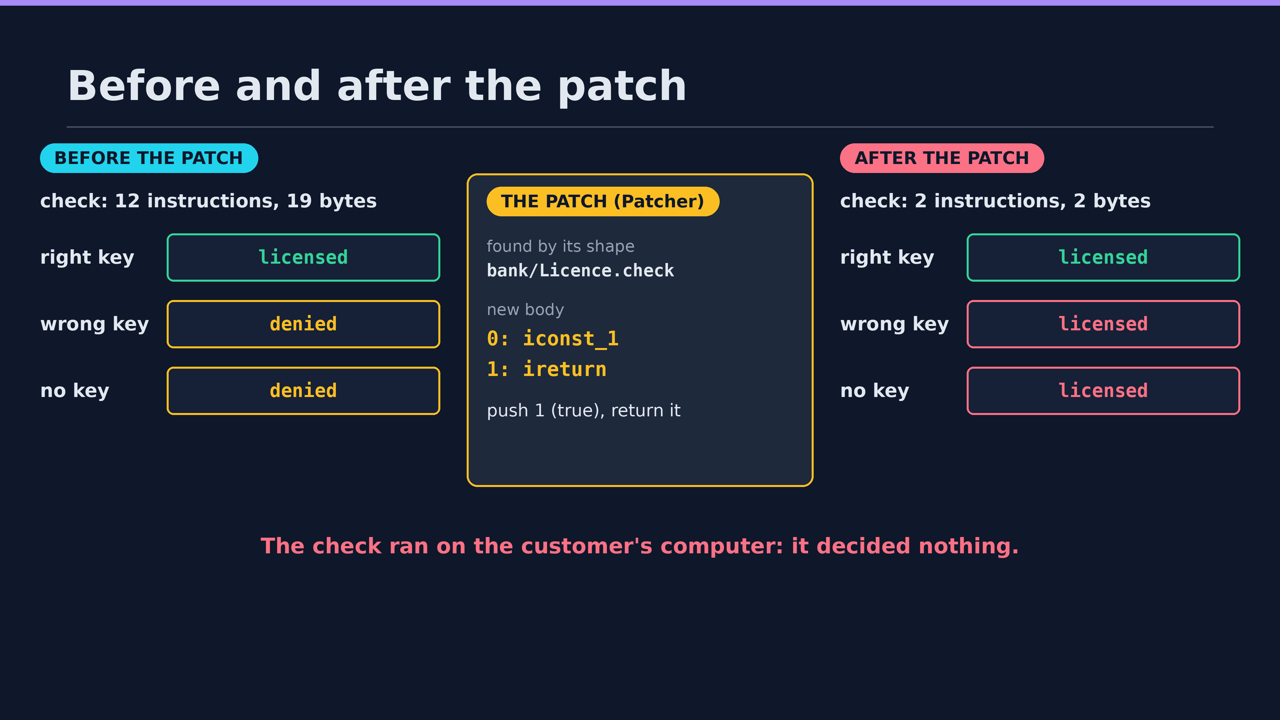 Before and after the patch
BEFORE THE PATCH
check: 12 instructions, 19 bytes
right key
licensed
wrong key
denied
no key
denied
THE PATCH (Patcher)
found by its shape
bank/Licence.check
new body
0: iconst_1
1: ireturn
push 1 (true), return it
AFTER THE PATCH
check: 2 instructions, 2 bytes
right key
licensed
wrong key
licensed
no key
licensed
The check ran on the customer's computer: it decided nothing.